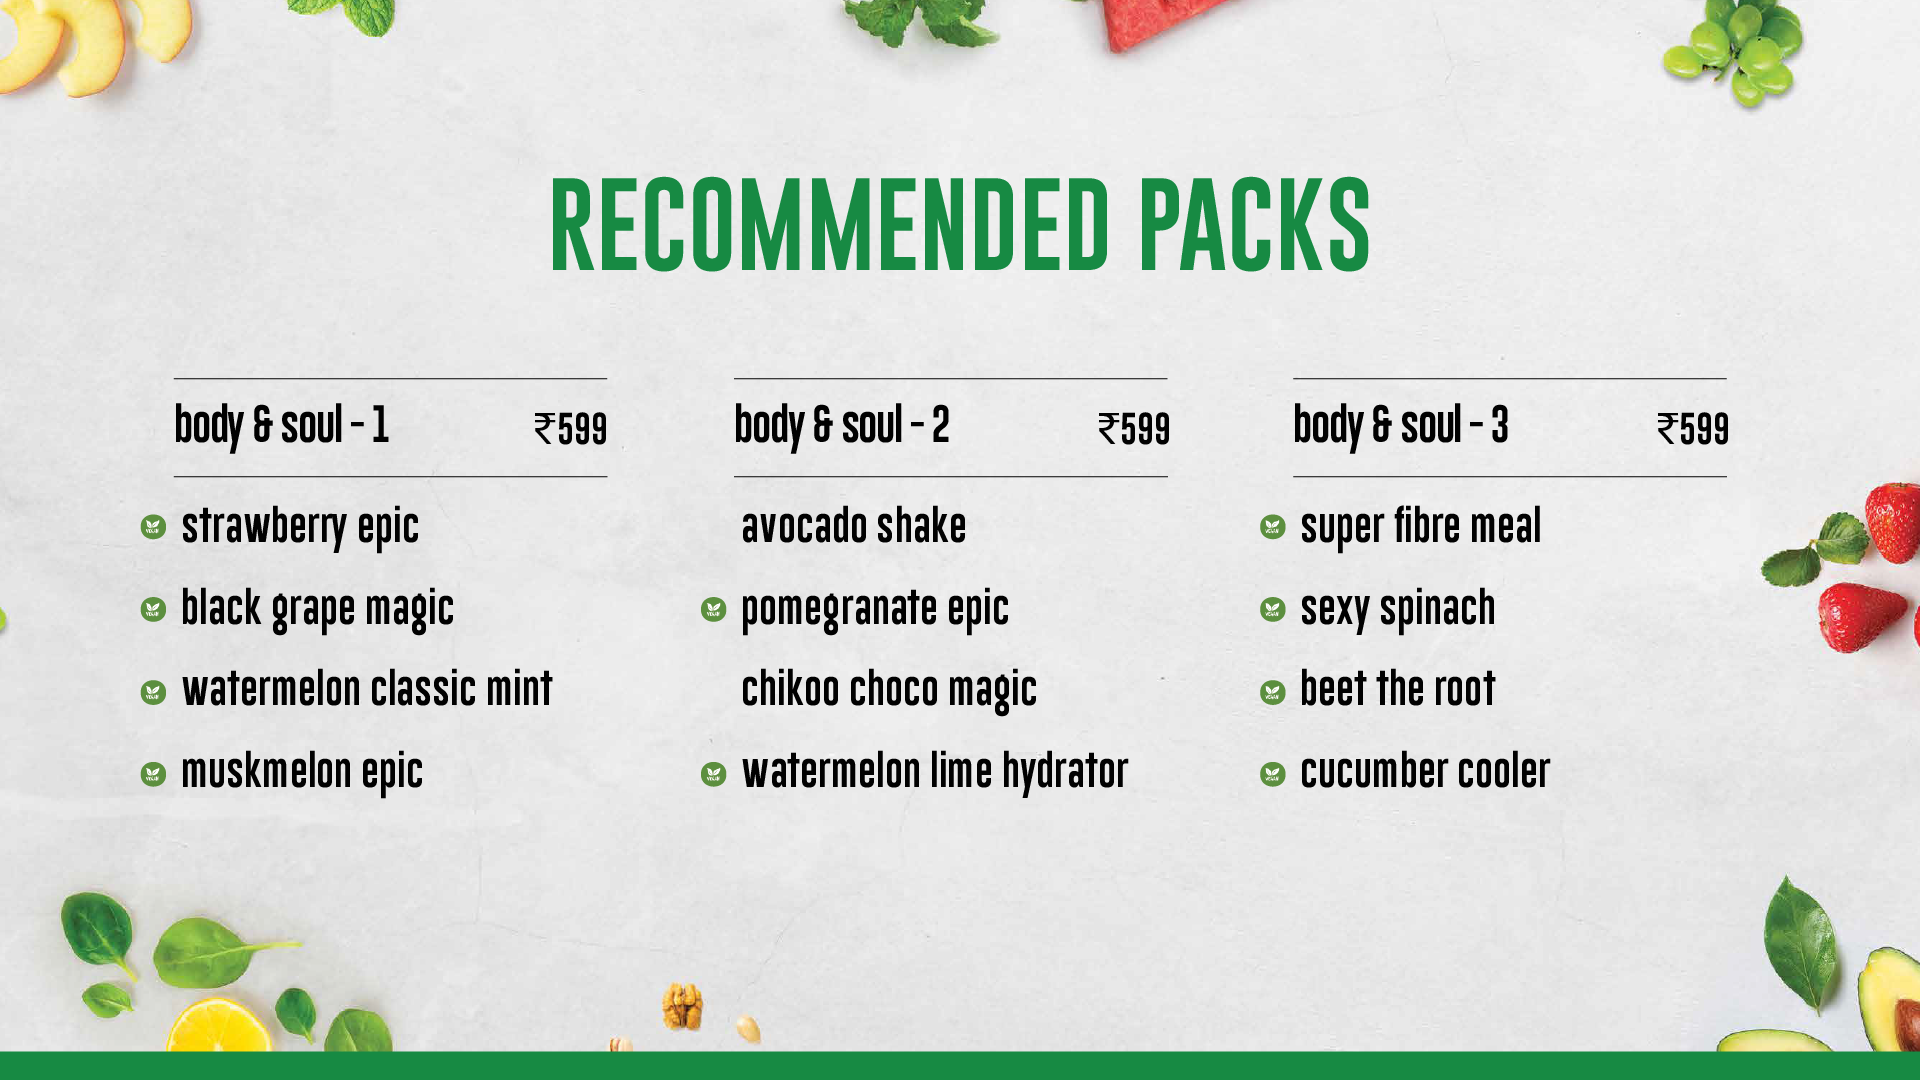 RECOMMENDED PACKS
body & soul - 1 ₹599
strawberry epic
black grape magic
watermelon classic mint
muskmelon epic
body & soul - 2 ₹599
avocado shake
pomegranate epic
chikoo choco magic
watermelon lime hydrator
body & soul - 3 ₹599
super fibre meal
sexy spinach
beet the root
cucumber cooler